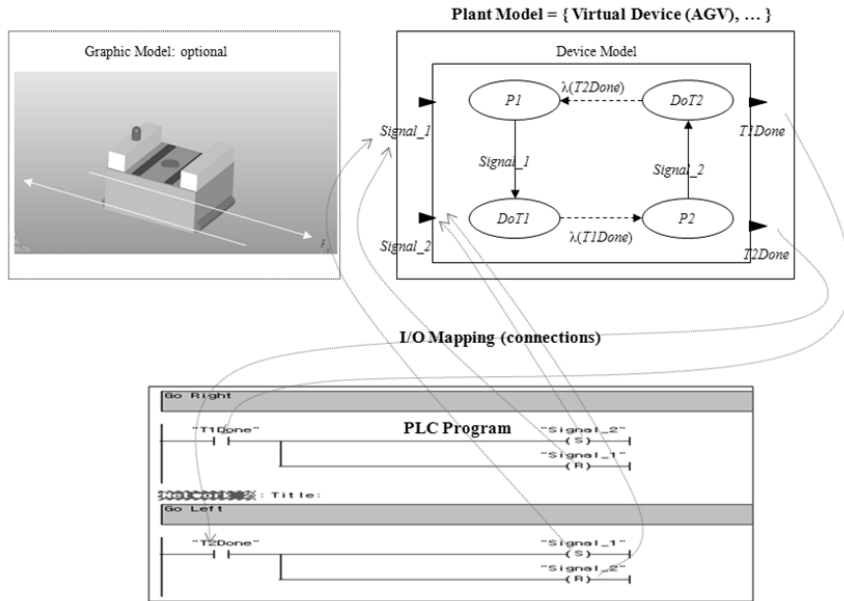 Plant Model = { Virtual Device (AGV), … }
Graphic Model: optional
Device Model
P1
λ(T2Done)
DoT2
Signal_1
T1Done
Signal_1
Signal_2
DoT1
λ(T1Done)
P2
Signal_2
T2Done
I/O Mapping (connections)
Go Right
"T1Done"
PLC Program
"Signal_2"
(S)
"Signal_1"
(R)
: Title:
Go Left
"T2Done"
"Signal_1"
(S)
"Signal_2"
(R)